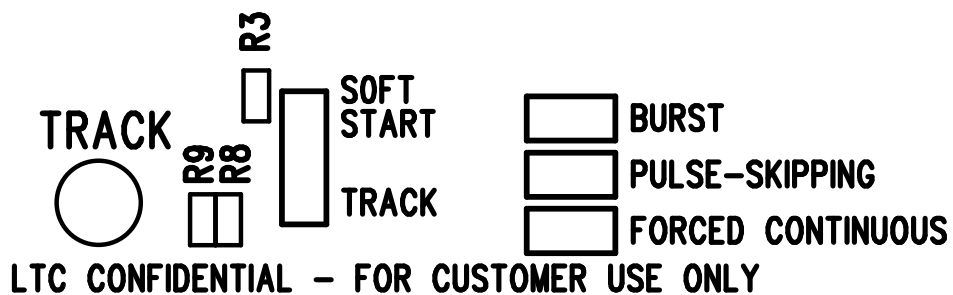 R3
SOFT
START
TRACK
BURST
R9
R8
PULSE-SKIPPING
TRACK
FORCED CONTINUOUS
LTC CONFIDENTIAL - FOR CUSTOMER USE ONLY